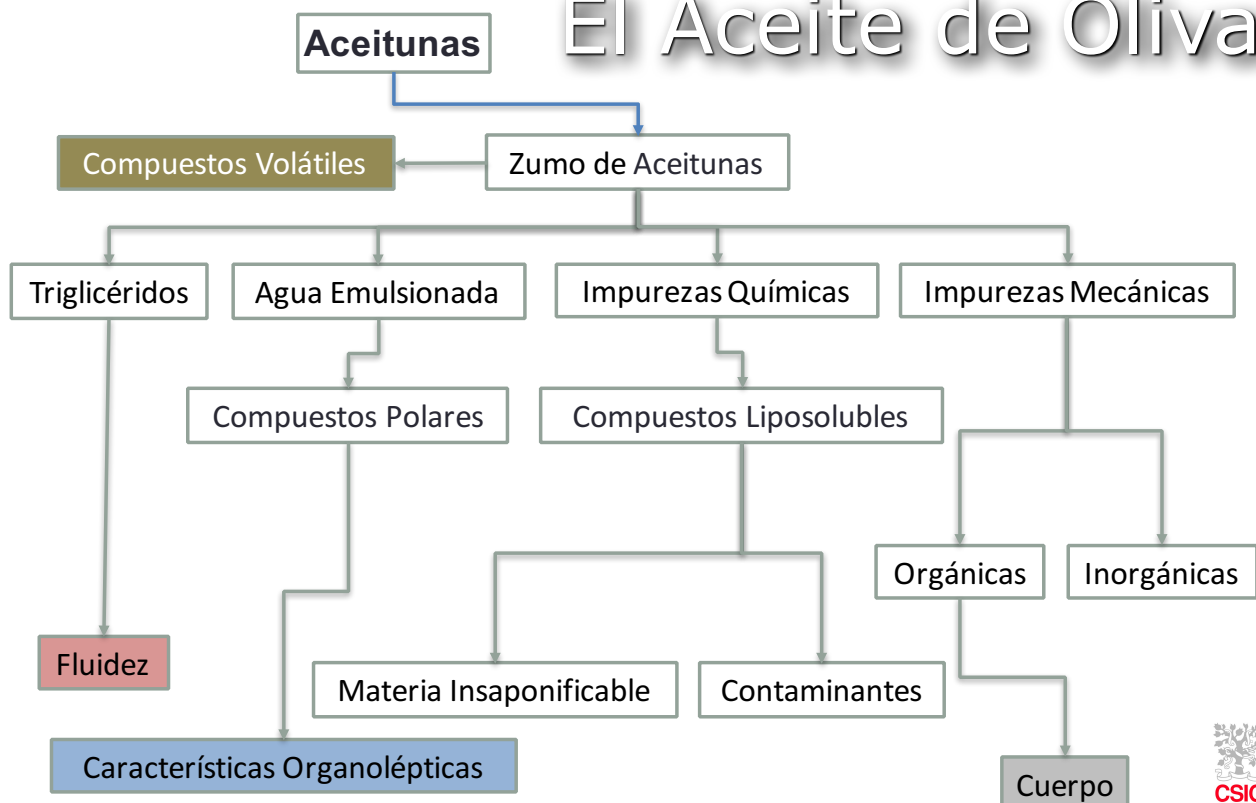 El Aceite de Oliva
Aceitunas
Compuestos Volátiles
Zumo de Aceitunas
Triglicéridos
Agua Emulsionada
Impurezas Químicas
Impurezas Mecánicas
Compuestos Polares
Compuestos Liposolubles
Orgánicas
Inorgánicas
Fluidez
Materia Insaponificable
Contaminantes
Características Organolépticas
Cuerpo
CSIC